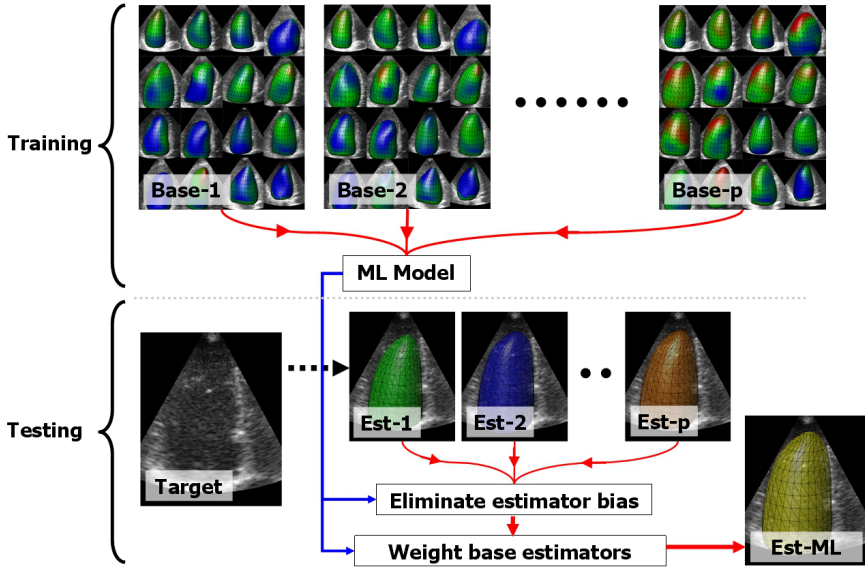 Training
Base-1
Base-2
Base-p
ML Model
Testing
Target
Est-1
Est-2
Est-p
Eliminate estimator bias
Weight base estimators
Est-ML